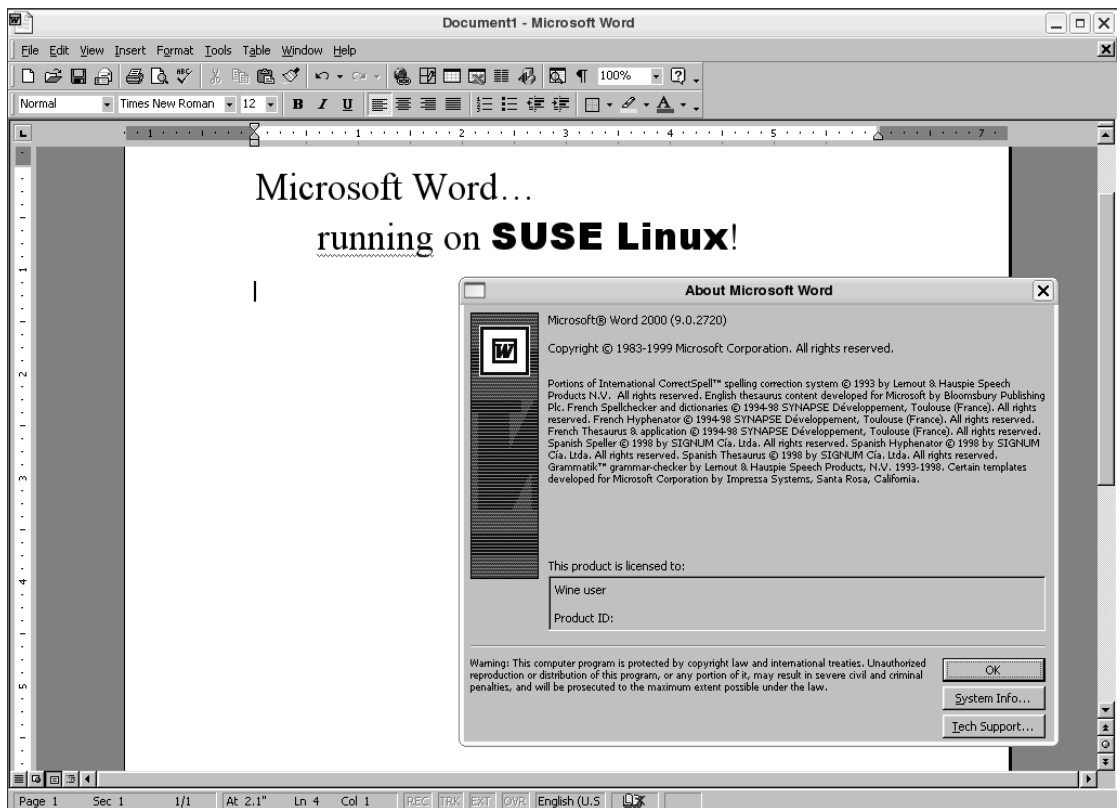 Document1 - Microsoft Word
File Edit View Insert Format Tools Table Window Help
100%
Normal Times New Roman 12 B I U A
1 1 2 3 4 5 7
Microsoft Word...
running on SUSE Linux!
About Microsoft Word
Microsoft® Word 2000 (9.0.2720)
Copyright © 1983-1999 Microsoft Corporation. All rights reserved.
Portions of International CorrectSpell™ spelling correction system © 1993 by Lernout & Hauspie Speech
Products N.V. All rights reserved. English thesaurus content developed for Microsoft by Bloomsbury Publishing
Plc. French Spellchecker and dictionaries © 1994-98 SYNAPSE Développement, Toulouse (France). All rights
reserved. French Hyphenator © 1994-98 SYNAPSE Développement, Toulouse (France). All rights reserved.
French Thesaurus & application © 1994-98 SYNAPSE Développement, Toulouse (France). All rights reserved.
Spanish Speller © 1998 by SIGNUM Cía. Ltda. All rights reserved. Spanish Hyphenator © 1998 by SIGNUM
Cía. Ltda. All rights reserved. Spanish Thesaurus © 1998 by SIGNUM Cía. Ltda. All rights reserved.
Grammatik™ grammar-checker by Lernout & Hauspie Speech Products, N.V. 1993-1998. Certain templates
developed for Microsoft Corporation by Impressa Systems, Santa Rosa, California.
This product is licensed to:
Wine user
Product ID:
Warning: This computer program is protected by copyright law and international treaties. Unauthorized
reproduction or distribution of this program, or any portion of it, may result in severe civil and criminal
penalties, and will be prosecuted to the maximum extent possible under the law.
OK
System Info...
Tech Support...
1
2
3
4
5
Page 1 Sec 1 1/1 At 2.1" Ln 4 Col 1 REC TRK EXT OVR English (U.S